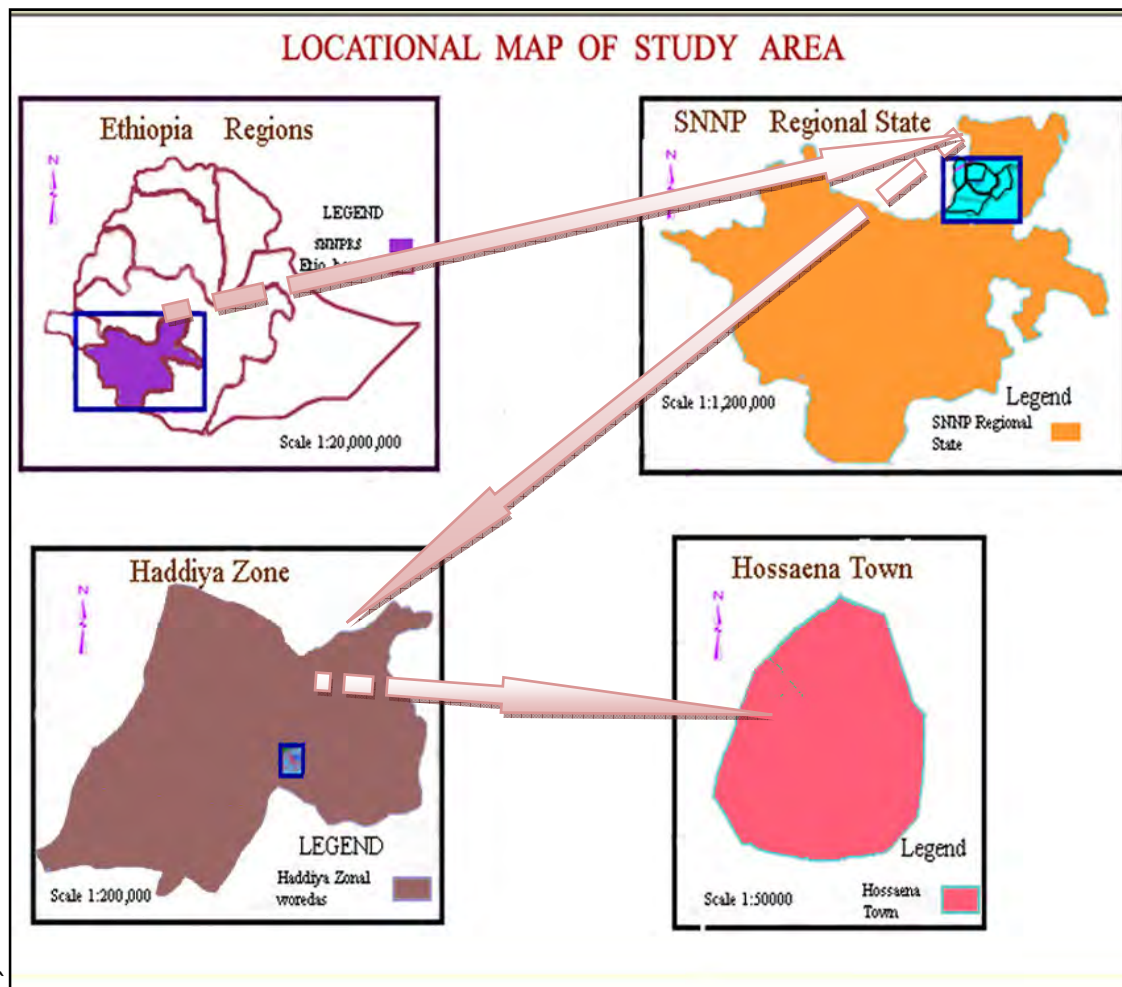 LOCATIONAL MAP OF STUDY AREA
Ethiopia Regions
N
LEGEND
SNNPRS
Scale 1:20,000,000
SNNP Regional State
N
Scale 1:1,200,000
Legend
SNNP Regional
State
Haddiya Zone
N
LEGEND
Haddiya Zonal
woredas
Scale 1:200,000
Hossaena Town
N
Legend
Scale 1:50000
Hossaena
Town